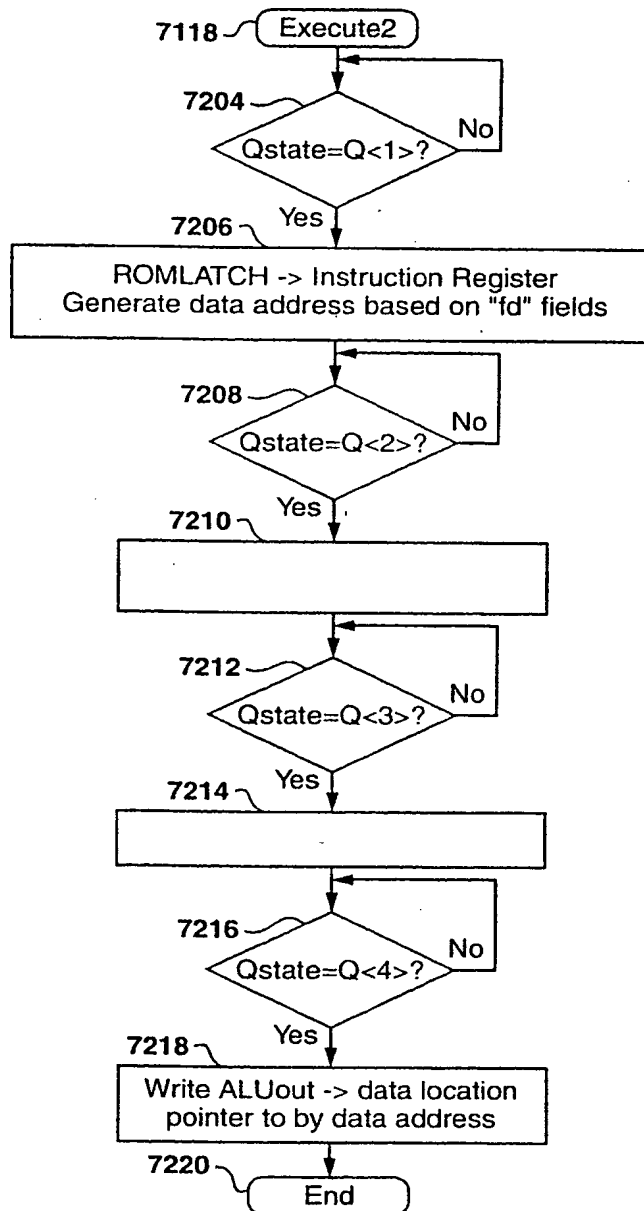 7118
Execute2
7204
Qstate=Q<1>?
No
Yes
7206
ROMLATCH -> Instruction Register
Generate data address based on "fd" fields
7208
Qstate=Q<2>?
No
Yes
7210
7212
Qstate=Q<3>?
No
Yes
7214
7216
Qstate=Q<4>?
No
Yes
7218
Write ALUout -> data location
pointer to by data address
7220
End